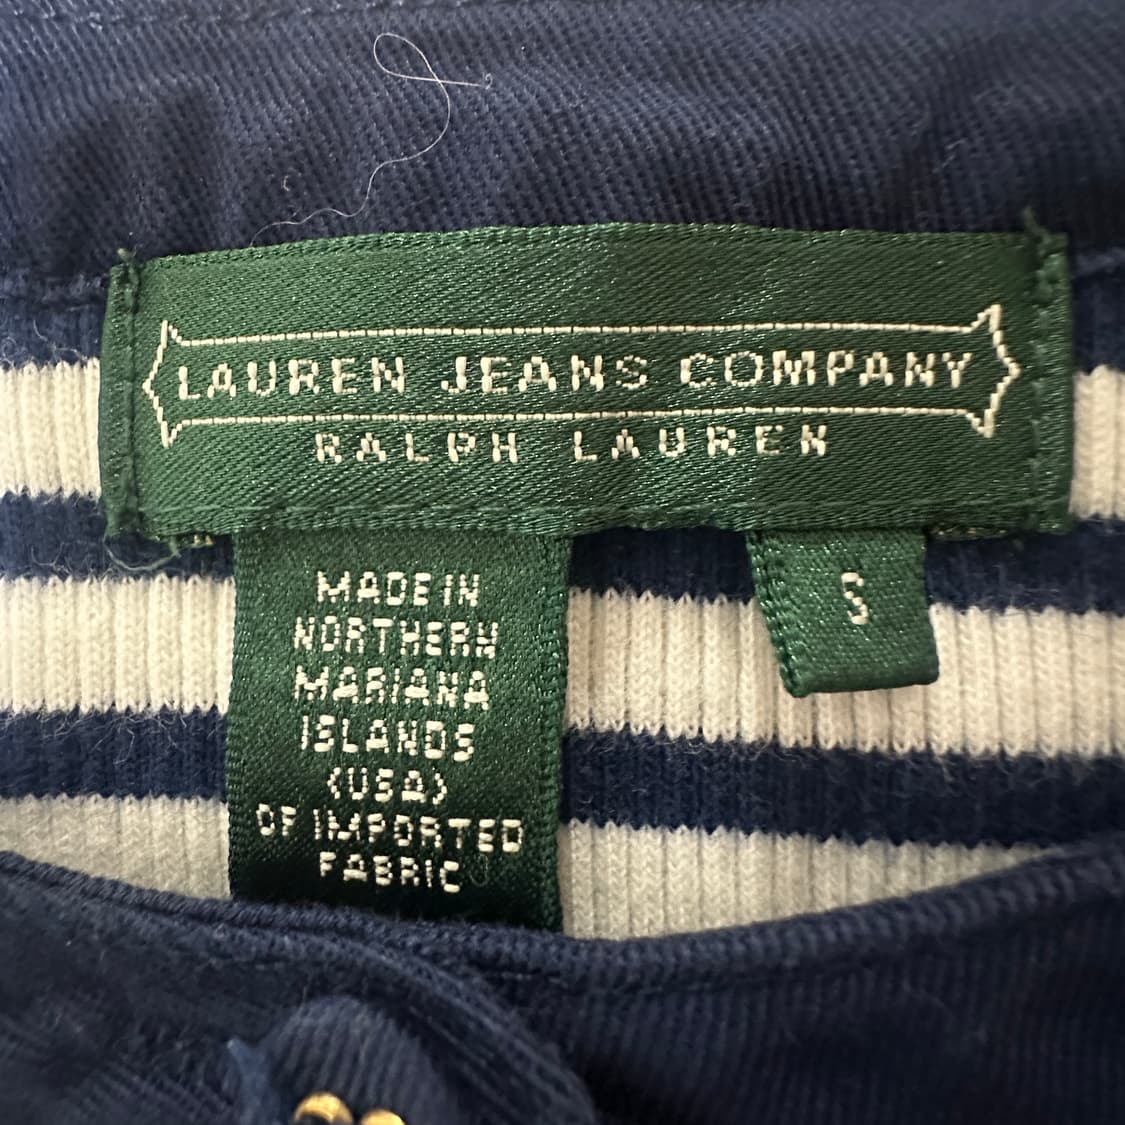 LAUREN JEANS COMPANY
RALPH LAUREN
S
MADE IN
NORTHERN
MARIANA
ISLANDS
(USA)
OF IMPORTED
FABRIC